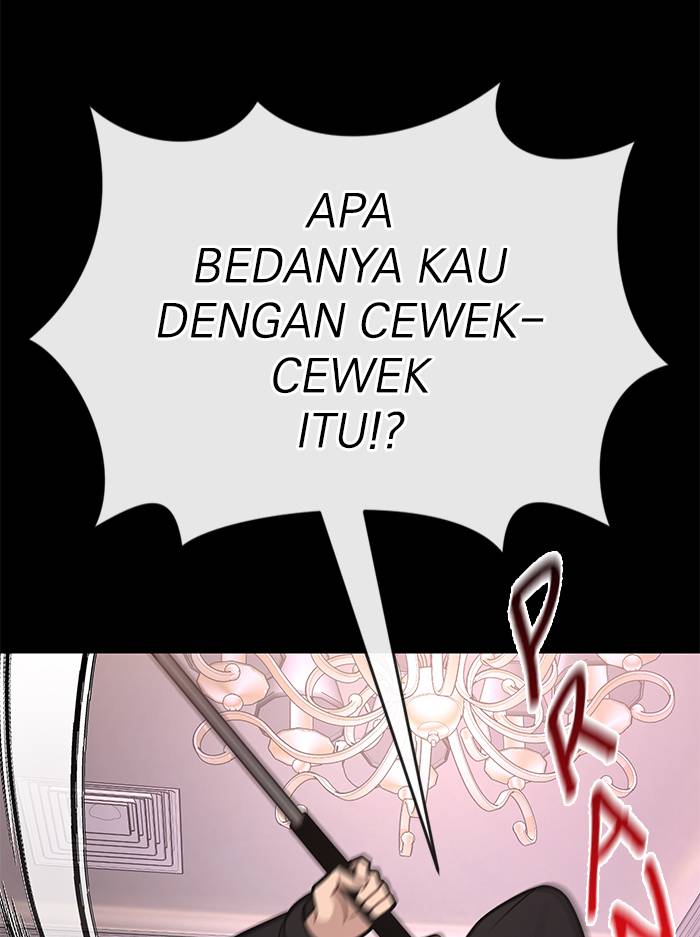 APA
BEDANYA KAU
DENGAN CEWEK-
CEWEK
ITU!?
PRAN